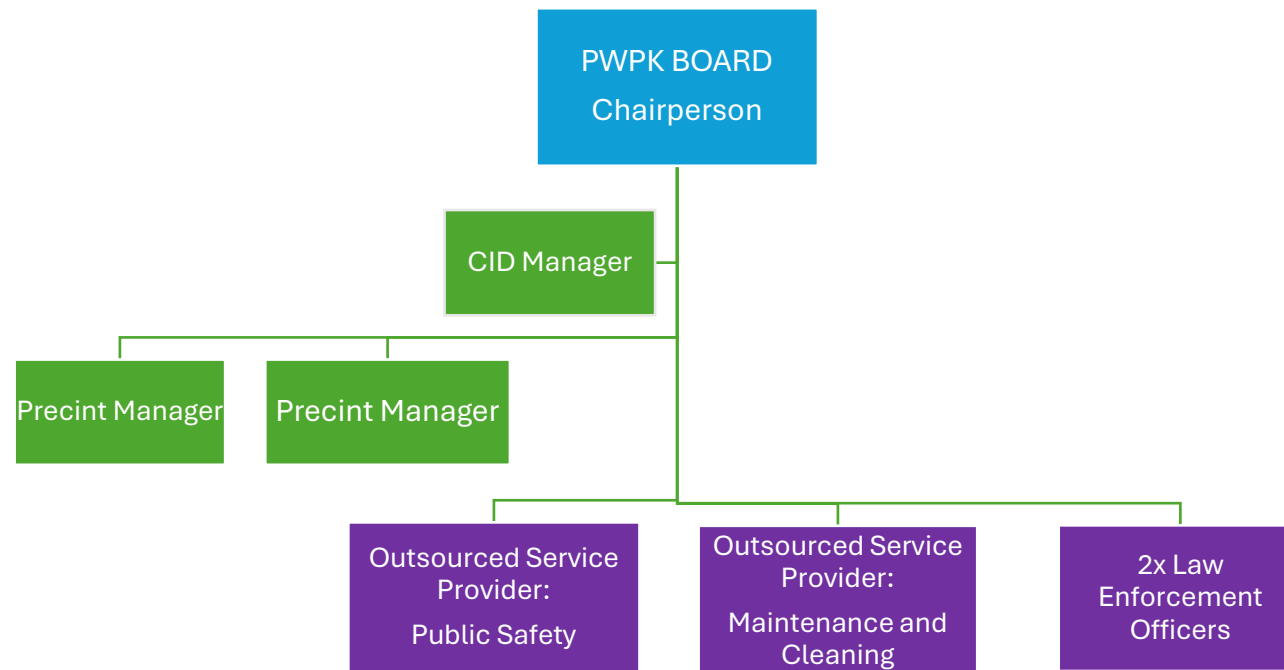 PWPK BOARD
Chairperson
CID Manager
Precint Manager
Precint Manager
Outsourced Service
Provider:
Public Safety
Outsourced Service
Provider:
Maintenance and
Cleaning
2x Law
Enforcement
Officers